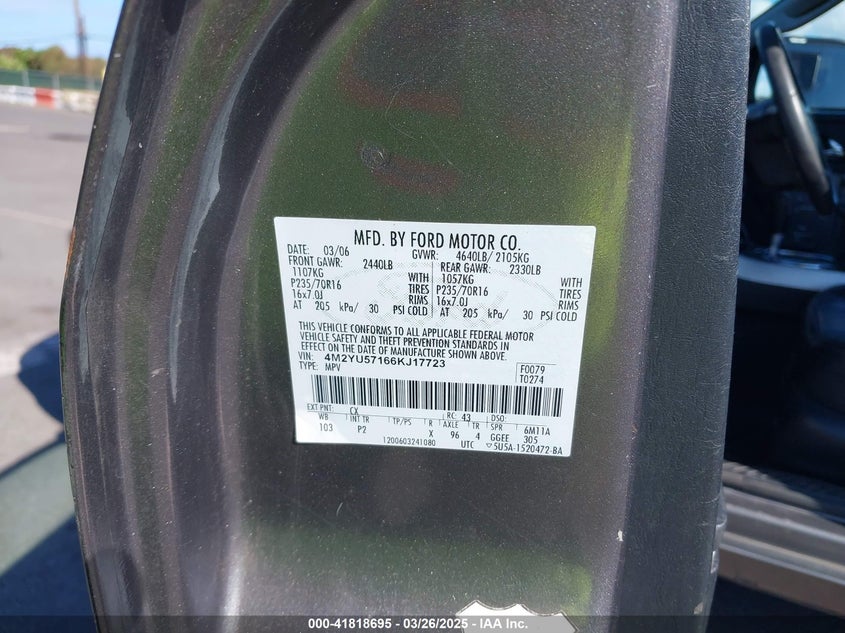 MFD. BY FORD MOTOR CO.
DATE: 03/06 GVWR: 4640LB/ 2105KG
FRONT GAWR: 2440LB REAR GAWR: 2330LB
1107KG WITH 1057KG WITH
P235/70R16 TIRES P235/70R16 TIRES
16x7.0J RIMS 16x7.0J RIMS
AT 205 kPa/ 30 PSI COLD AT 205 kPa/ 30 PSI COLD
THIS VEHICLE CONFORMS TO ALL APPLICABLE FEDERAL MOTOR
VEHICLE SAFETY AND THEFT PREVENTION STANDARDS IN
EFFECT ON THE DATE OF MANUFACTURE SHOWN ABOVE.
VIN: 4M2YU57166KJ17723 F0079
TYPE: MPV T0274
EXT PNT: CX RC: 43 DSO:
WB INT TR TP/PS R AXLE TR SPR 6M11A
103 P2 X 96 4 GGEE 305
1200603241080 UTC ▽5U5A-1520472-BA
000-41818695 - 03/26/2025 - IAA Inc.